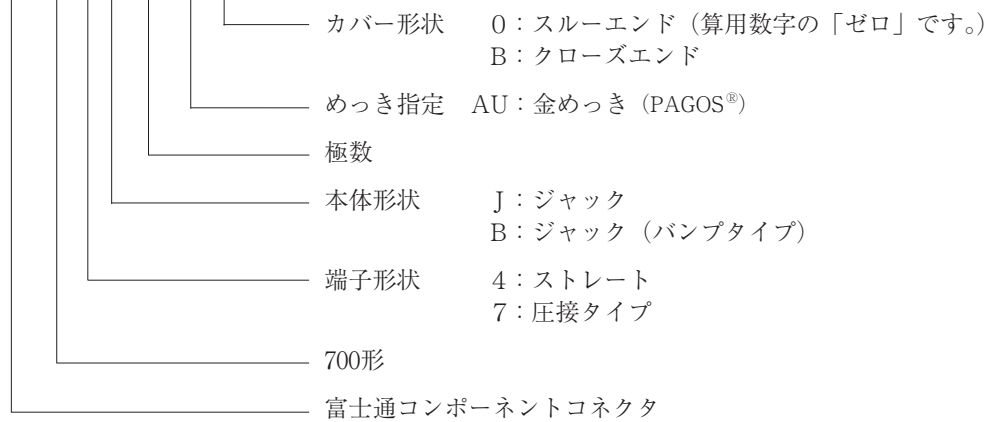 カバー形状 0：スルーエンド（算用数字の「ゼロ」です。）
B：クローズエンド
めっき指定 AU：金めっき（PAGOS®）
極数
本体形状 J：ジャック
B：ジャック（バンプタイプ）
端子形状 4：ストレート
7：圧接タイプ
700形
富士通コンポーネントコネクタ